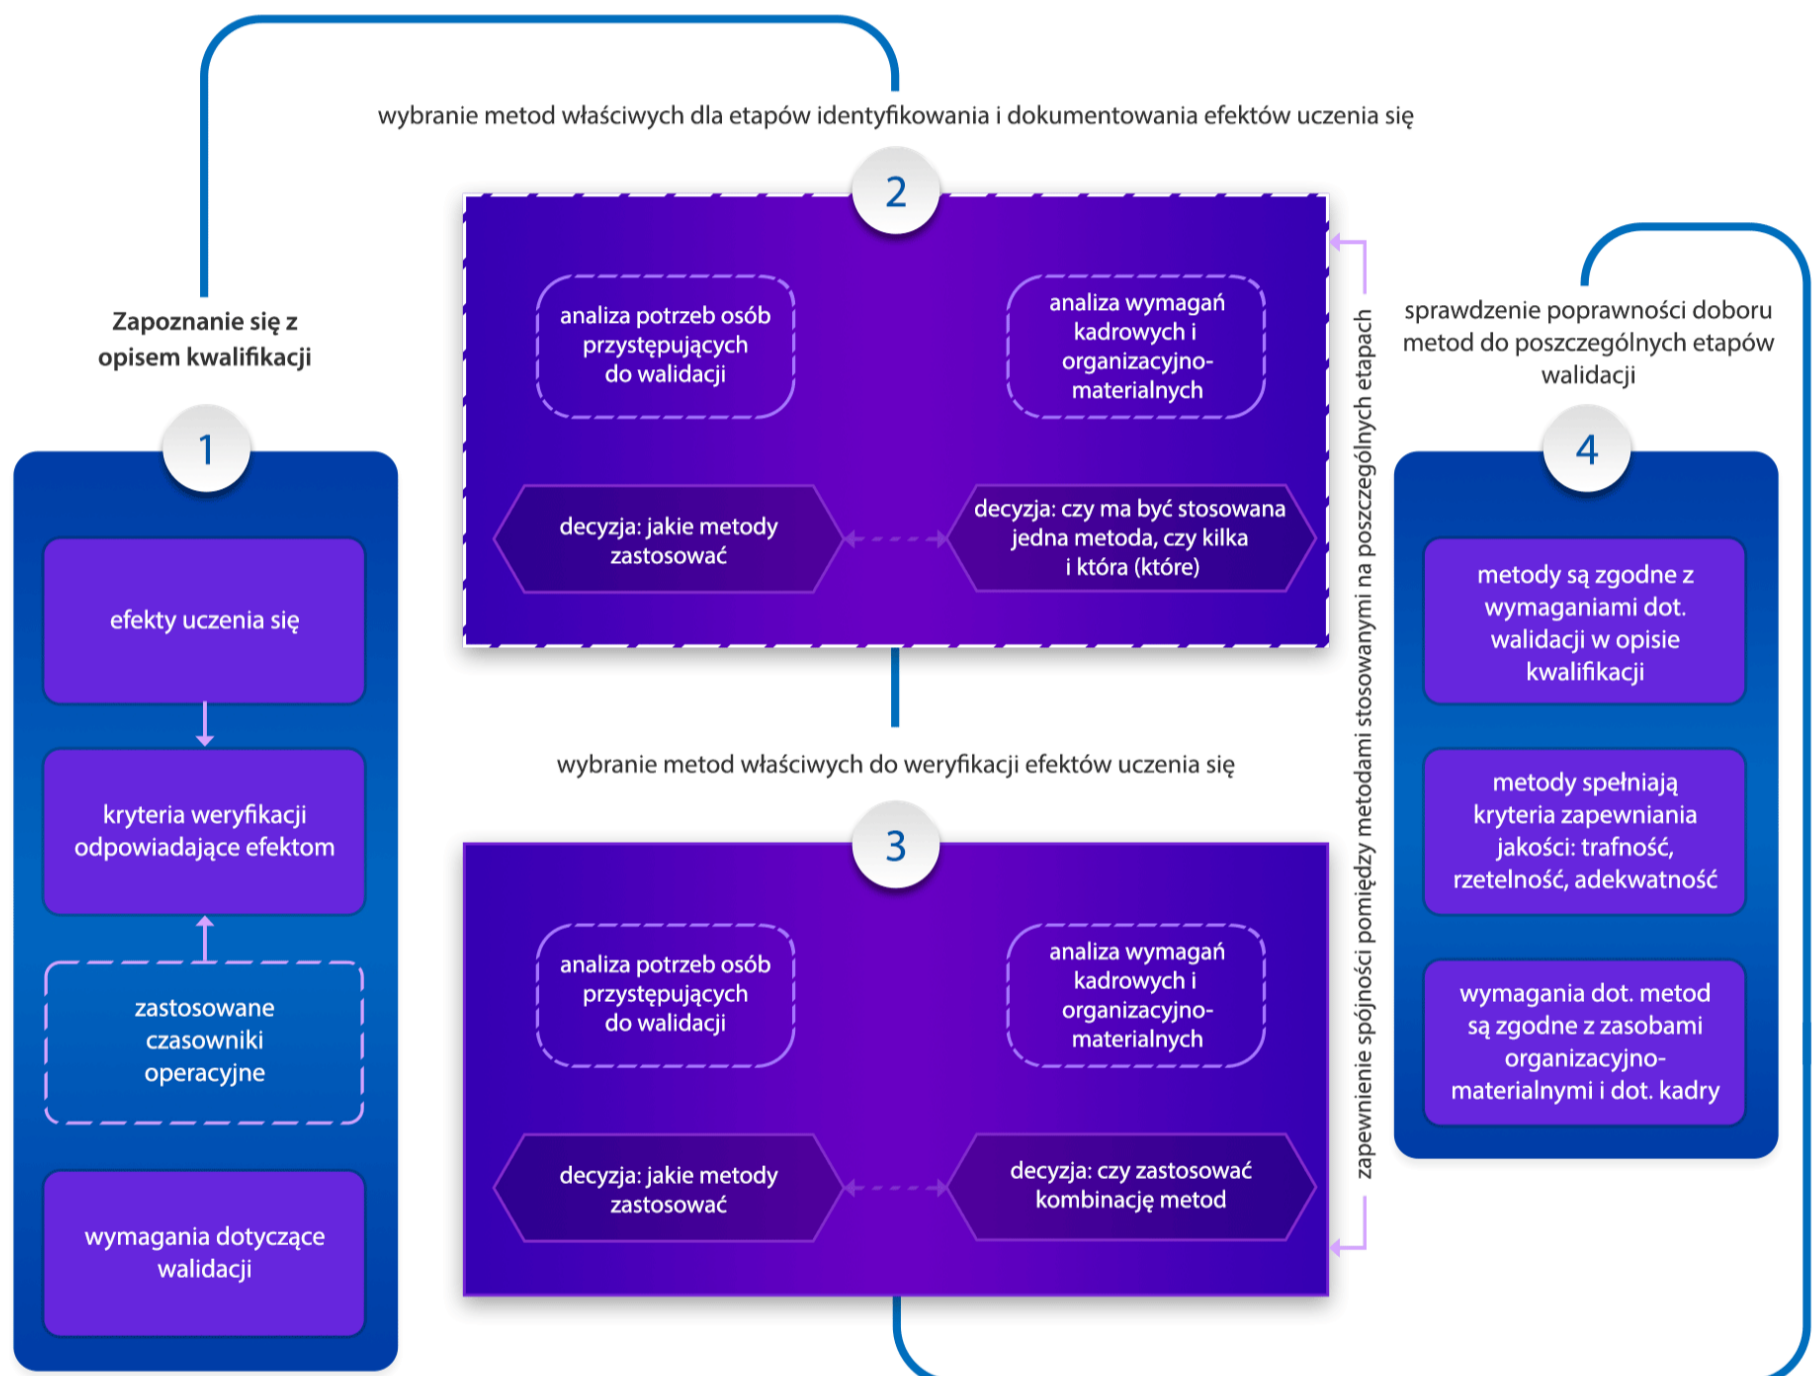 Zapoznanie się z
opisem kwalifikacji
1
efekty uczenia się
kryteria weryfikacji
odpowiadające efektom
zastosowane
czasowniki
operacyjne
wymagania dotyczące
walidacji
wybranie metod właściwych dla etapów identyfikowania i dokumentowania efektów uczenia się
2
analiza potrzeb osób
przystępujących
do walidacji
analiza wymagań
kadrowych i
organizacyjno-
materialnych
decyzja: jakie metody
zastosować
decyzja: czy ma być stosowana
jedna metoda, czy kilka
i która (które)
wybranie metod właściwych do weryfikacji efektów uczenia się
3
analiza potrzeb osób
przystępujących
do walidacji
analiza wymagań
kadrowych i
organizacyjno-
materialnych
decyzja: jakie metody
zastosować
decyzja: czy zastosować
kombinację metod
zapewnienie spójności pomiędzy metodami stosowanymi na poszczególnych etapach
sprawdzenie poprawności doboru
metod do poszczególnych etapów
walidacji
4
metody są zgodne z
wymaganiami dot.
walidacji w opisie
kwalifikacji
metody spełniają
kryteria zapewniania
jakości: trafność,
rzetelność, adekwatność
wymagania dot. metod
są zgodne z zasobami
organizacyjno-
materialnymi i dot. kadry